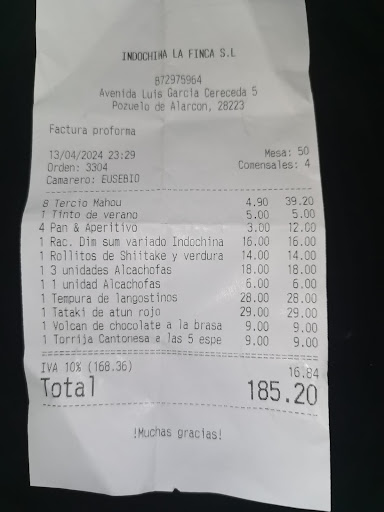 INDOCHINA LA FINCA S.L
B72975964
Avenida Luis Garcia Cereceda 5
Pozuelo de Alarcon, 28223
Factura proforma
13/04/2024 23:29 Mesa: 50
Orden: 3304 Comensales: 4
Camarero: EUSEBIO
8 Tercio Mahou 4.90 39.20
1 Tinto de verano 5.00 5.00
4 Pan & Aperitivo 3.00 12.00
1 Rac. Dim sum variado Indochina 16.00 16.00
1 Rollitos de Shiitake y verdura 14.00 14.00
1 3 unidades Alcachofas 18.00 18.00
1 1 unidad Alcachofas 6.00 6.00
1 Tempura de langostinos 28.00 28.00
1 Tataki de atun rojo 29.00 29.00
1 Volcan de chocolate a la brasa 9.00 9.00
1 Torrija Cantonesa a las 5 espe 9.00 9.00
IVA 10% (168.36) 16.84
Total 185.20
!Muchas gracias!